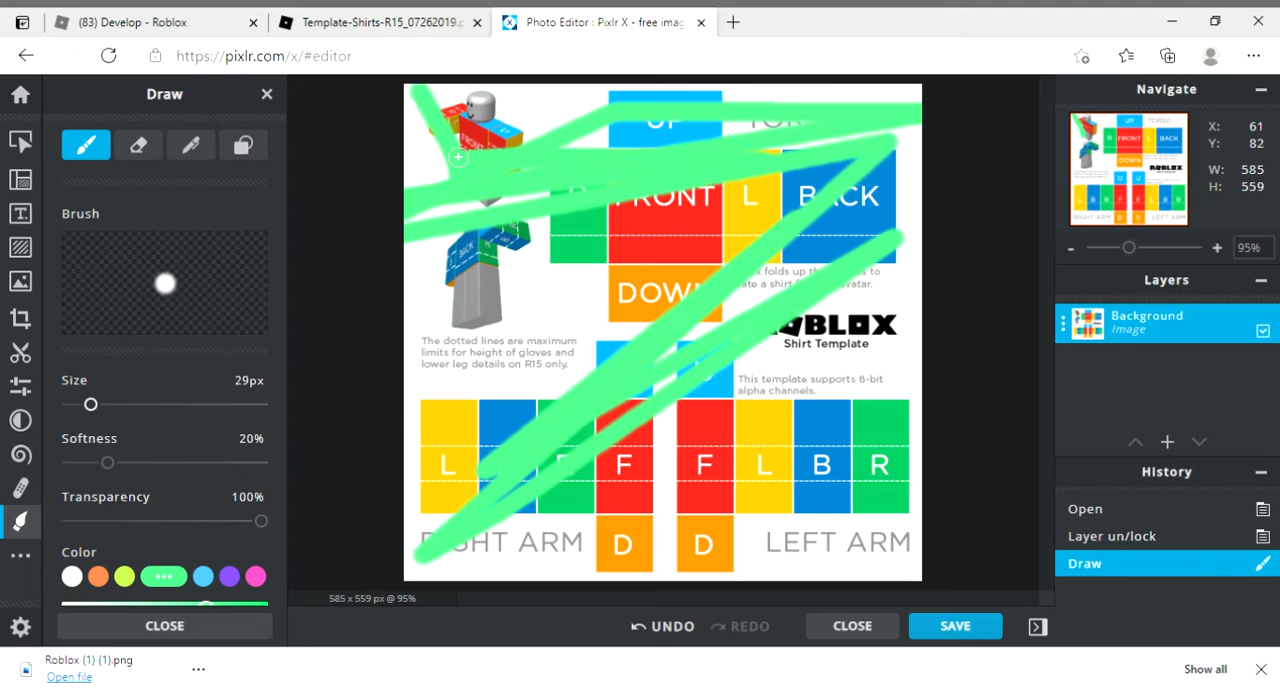 (83) Develop - Roblox
Template-Shirts-R15_07262019.p
Photo Editor : Pixlr X - free imag
https://pixlr.com/x/#editor
Draw
Brush
Size 29px
Softness 20%
Transparency 100%
Color
CLOSE
UP
FRONT
FRONT L BACK
BACK
DOWN
The dotted lines are maximum
limits for height of gloves and
lower leg details on R15 only.
ROBLOX
Shirt Template
This template supports 8-bit
alpha channels.
L F F L B R
RIGHT ARM D D LEFT ARM
585 x 559 px @ 95%
UNDO REDO CLOSE SAVE
Navigate
X: 61
Y: 82
W: 585
H: 559
95%
Layers
Background
Image
History
Open
Layer un/lock
Draw
Roblox (1) (1).png
Open file
Show all